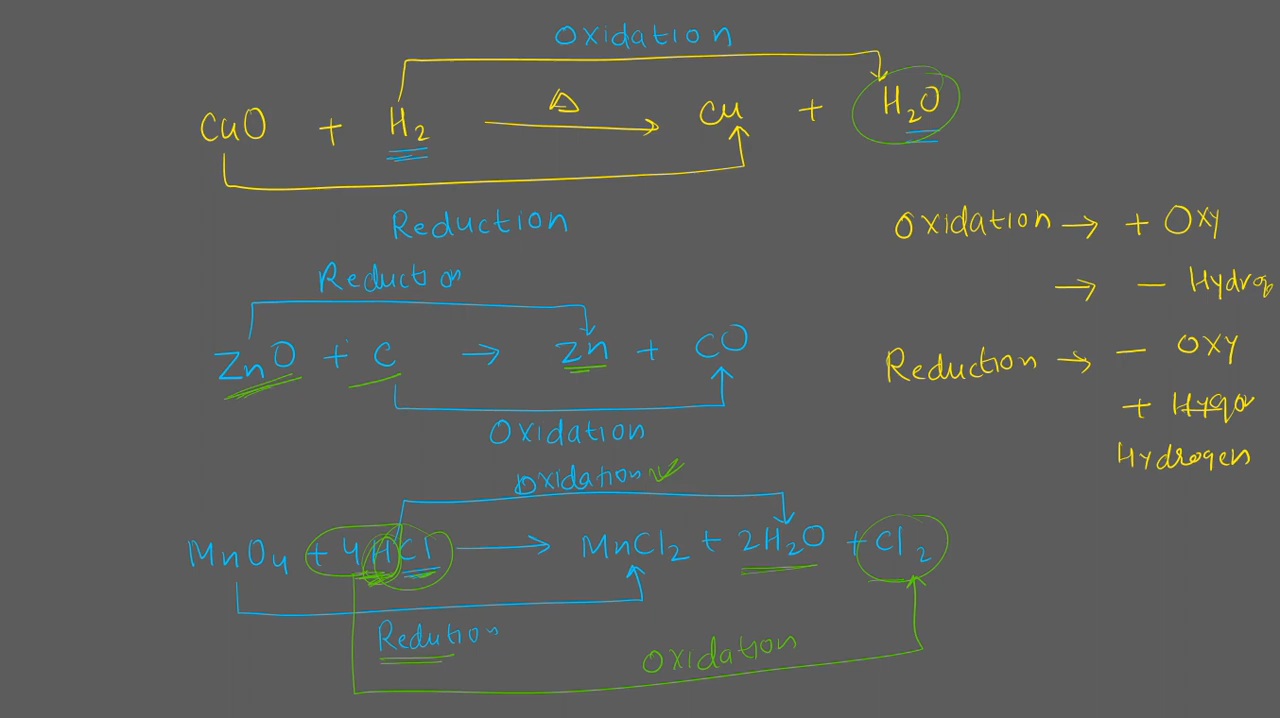 Oxidation
CuO + H2 Δ → Cu + H2O
Reduction
Oxidation → + Oxy
→ - Hydrog
Reduction
ZnO + C → Zn + CO
Reduction → - Oxy
+
Hydrogen
Oxidation
Oxidation
MnO4 + 4HCl → MnCl2 + 2H2O + Cl2
Redution
Oxidation